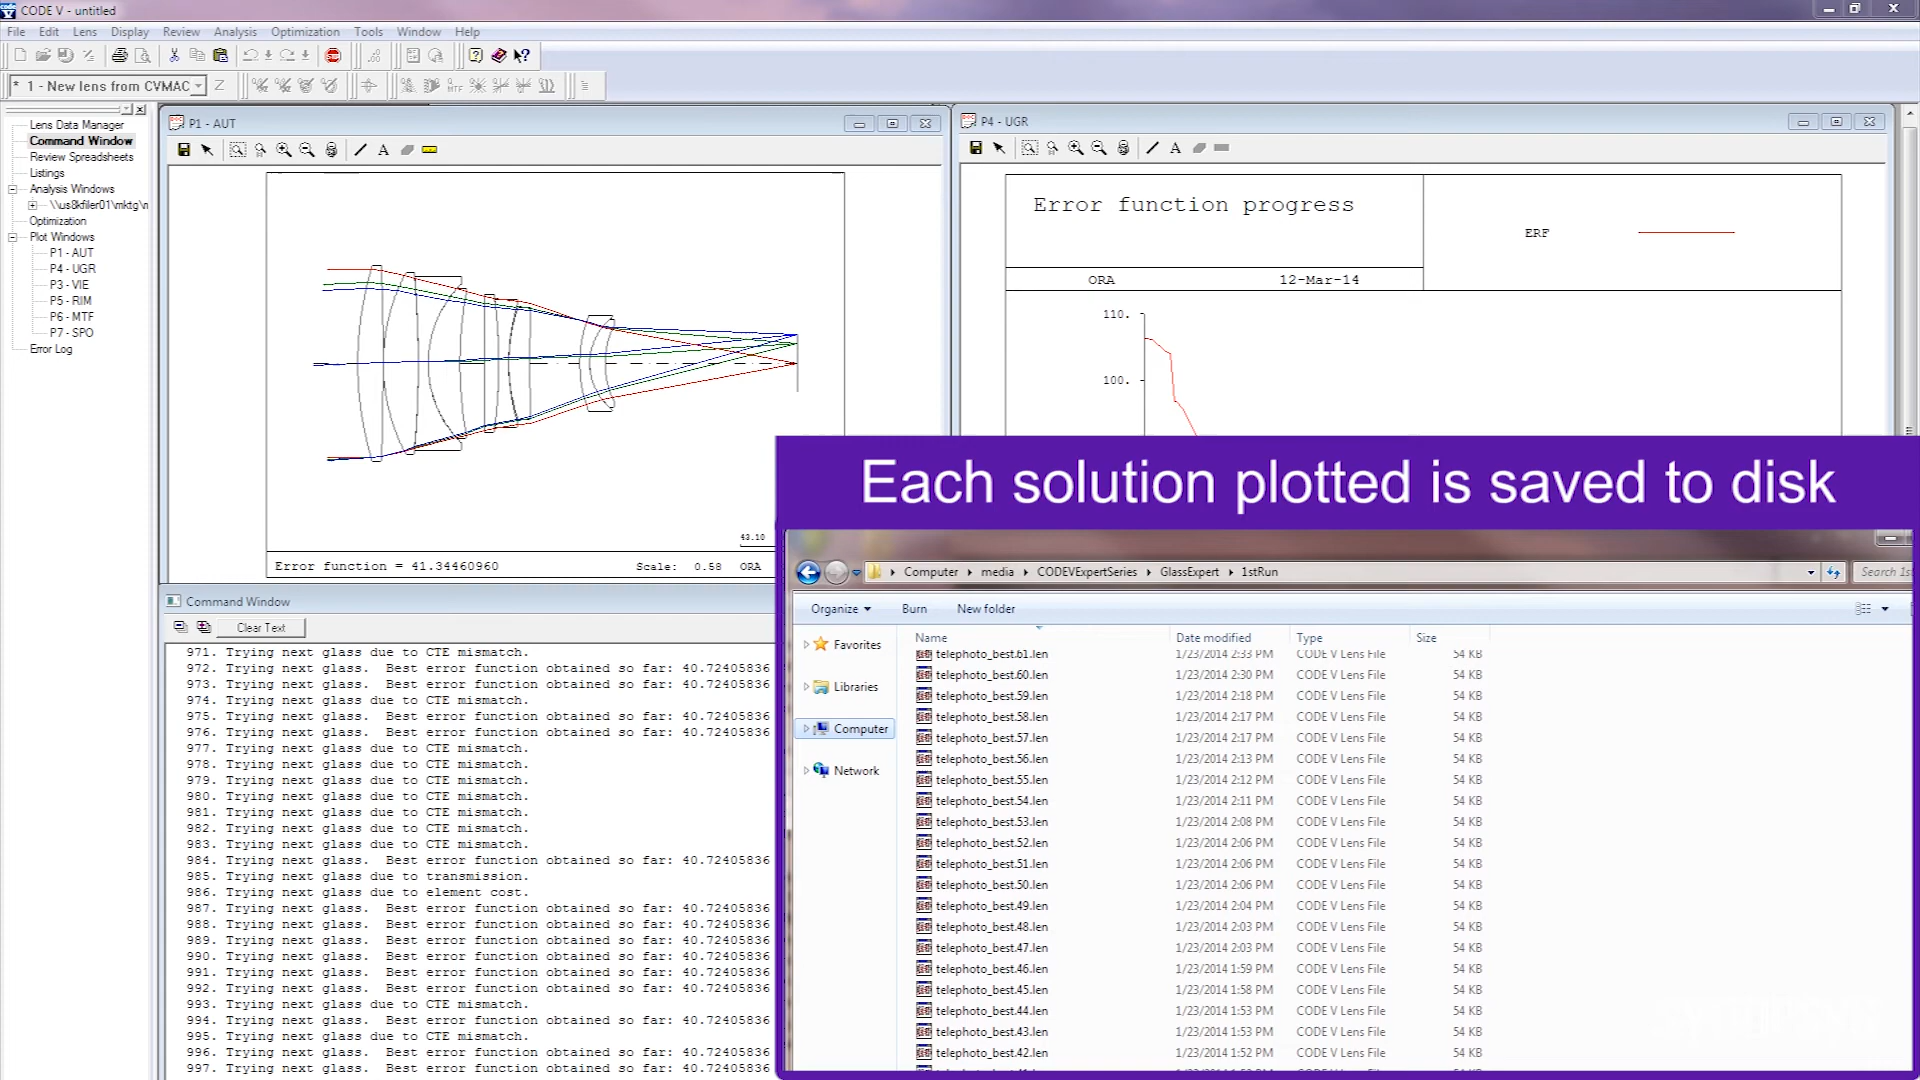 CODE V - untitled
File Edit Lens Display Review Analysis Optimization Tools Window Help
* 1 - New lens from CVMAC
Lens Data Manager
Command Window
Review Spreadsheets
Listings
Analysis Windows
\\us8kfiler01\mktg\
Optimization
Plot Windows
P1 - AUT
P4 - UGR
P3 - VIE
P5 - RIM
P6 - MTF
P7 - SPO
Error Log
P1 - AUT
43.10
Error function = 41.34460960 Scale: 0.58 ORA
P4 - UGR
Error function progress
ERF
ORA 12-Mar-14
110.
100.
Command Window
Clear Text
971. Trying next glass due to CTE mismatch.
972. Trying next glass. Best error function obtained so far: 40.72405836
973. Trying next glass. Best error function obtained so far: 40.72405836
974. Trying next glass due to CTE mismatch.
975. Trying next glass. Best error function obtained so far: 40.72405836
976. Trying next glass. Best error function obtained so far: 40.72405836
977. Trying next glass due to CTE mismatch.
978. Trying next glass due to CTE mismatch.
979. Trying next glass due to CTE mismatch.
980. Trying next glass due to CTE mismatch.
981. Trying next glass due to CTE mismatch.
982. Trying next glass due to CTE mismatch.
983. Trying next glass due to CTE mismatch.
984. Trying next glass. Best error function obtained so far: 40.72405836
985. Trying next glass due to transmission.
986. Trying next glass due to element cost.
987. Trying next glass. Best error function obtained so far: 40.72405836
988. Trying next glass. Best error function obtained so far: 40.72405836
989. Trying next glass. Best error function obtained so far: 40.72405836
990. Trying next glass. Best error function obtained so far: 40.72405836
991. Trying next glass. Best error function obtained so far: 40.72405836
992. Trying next glass. Best error function obtained so far: 40.72405836
993. Trying next glass due to CTE mismatch.
994. Trying next glass. Best error function obtained so far: 40.72405836
995. Trying next glass due to CTE mismatch.
996. Trying next glass. Best error function obtained so far: 40.72405836
997. Trying next glass. Best error function obtained so far: 40.72405836
Each solution plotted is saved to disk
Computer media CODEVExpertSeries GlassExpert 1stRun Search 1s
Organize Burn New folder
Favorites
Libraries
Computer
Network
Name Date modified Type Size
telephoto_best.61.len 1/23/2014 2:33 PM CODE V Lens File 54 KB
telephoto_best.60.len 1/23/2014 2:30 PM CODE V Lens File 54 KB
telephoto_best.59.len 1/23/2014 2:18 PM CODE V Lens File 54 KB
telephoto_best.58.len 1/23/2014 2:17 PM CODE V Lens File 54 KB
telephoto_best.57.len 1/23/2014 2:17 PM CODE V Lens File 54 KB
telephoto_best.56.len 1/23/2014 2:13 PM CODE V Lens File 54 KB
telephoto_best.55.len 1/23/2014 2:12 PM CODE V Lens File 54 KB
telephoto_best.54.len 1/23/2014 2:11 PM CODE V Lens File 54 KB
telephoto_best.53.len 1/23/2014 2:08 PM CODE V Lens File 54 KB
telephoto_best.52.len 1/23/2014 2:06 PM CODE V Lens File 54 KB
telephoto_best.51.len 1/23/2014 2:06 PM CODE V Lens File 54 KB
telephoto_best.50.len 1/23/2014 2:06 PM CODE V Lens File 54 KB
telephoto_best.49.len 1/23/2014 2:04 PM CODE V Lens File 54 KB
telephoto_best.48.len 1/23/2014 2:03 PM CODE V Lens File 54 KB
telephoto_best.47.len 1/23/2014 2:03 PM CODE V Lens File 54 KB
telephoto_best.46.len 1/23/2014 1:59 PM CODE V Lens File 54 KB
telephoto_best.45.len 1/23/2014 1:58 PM CODE V Lens File 54 KB
telephoto_best.44.len 1/23/2014 1:53 PM CODE V Lens File 54 KB
telephoto_best.43.len 1/23/2014 1:53 PM CODE V Lens File 54 KB
telephoto_best.42.len 1/23/2014 1:52 PM CODE V Lens File 54 KB